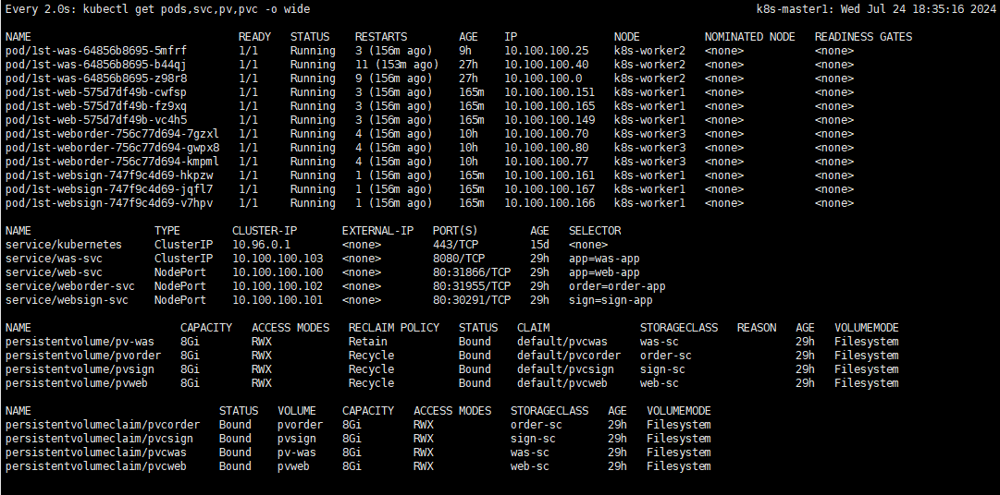 Every 2.0s: kubectl get pods,svc,pv,pvc -o wide k8s-master1: Wed Jul 24 18:35:16 2024
NAME READY STATUS RESTARTS AGE IP NODE NOMINATED NODE READINESS GATES
pod/1st-was-64856b8695-5mfrf 1/1 Running 3 (156m ago) 9h 10.100.100.25 k8s-worker2 <none> <none>
pod/1st-was-64856b8695-b44qj 1/1 Running 11 (153m ago) 27h 10.100.100.40 k8s-worker2 <none> <none>
pod/1st-was-64856b8695-z98r8 1/1 Running 9 (156m ago) 27h 10.100.100.0 k8s-worker2 <none> <none>
pod/1st-web-575d7df49b-cwfsp 1/1 Running 3 (156m ago) 165m 10.100.100.151 k8s-worker1 <none> <none>
pod/1st-web-575d7df49b-fz9xq 1/1 Running 3 (156m ago) 165m 10.100.100.165 k8s-worker1 <none> <none>
pod/1st-web-575d7df49b-vc4h5 1/1 Running 3 (156m ago) 165m 10.100.100.149 k8s-worker1 <none> <none>
pod/1st-weborder-756c77d694-7gzxl 1/1 Running 4 (156m ago) 10h 10.100.100.70 k8s-worker3 <none> <none>
pod/1st-weborder-756c77d694-gwpx8 1/1 Running 4 (156m ago) 10h 10.100.100.80 k8s-worker3 <none> <none>
pod/1st-weborder-756c77d694-kmpml 1/1 Running 4 (156m ago) 10h 10.100.100.77 k8s-worker3 <none> <none>
pod/1st-websign-747f9c4d69-hkpzw 1/1 Running 1 (156m ago) 165m 10.100.100.161 k8s-worker1 <none> <none>
pod/1st-websign-747f9c4d69-jqfl7 1/1 Running 1 (156m ago) 165m 10.100.100.167 k8s-worker1 <none> <none>
pod/1st-websign-747f9c4d69-v7hpv 1/1 Running 1 (156m ago) 165m 10.100.100.166 k8s-worker1 <none> <none>
NAME TYPE CLUSTER-IP EXTERNAL-IP PORT(S) AGE SELECTOR
service/kubernetes ClusterIP 10.96.0.1 <none> 443/TCP 15d <none>
service/was-svc ClusterIP 10.100.100.103 <none> 8080/TCP 29h app=was-app
service/web-svc NodePort 10.100.100.100 <none> 80:31866/TCP 29h app=web-app
service/weborder-svc NodePort 10.100.100.102 <none> 80:31955/TCP 29h order=order-app
service/websign-svc NodePort 10.100.100.101 <none> 80:30291/TCP 29h sign=sign-app
NAME CAPACITY ACCESS MODES RECLAIM POLICY STATUS CLAIM STORAGECLASS REASON AGE VOLUMEMODE
persistentvolume/pv-was 8Gi RWX Retain Bound default/pvcwas was-sc 29h Filesystem
persistentvolume/pvorder 8Gi RWX Recycle Bound default/pvcorder order-sc 29h Filesystem
persistentvolume/pvsign 8Gi RWX Recycle Bound default/pvcsign sign-sc 29h Filesystem
persistentvolume/pvweb 8Gi RWX Recycle Bound default/pvcweb web-sc 29h Filesystem
NAME STATUS VOLUME CAPACITY ACCESS MODES STORAGECLASS AGE VOLUMEMODE
persistentvolumeclaim/pvcorder Bound pvorder 8Gi RWX order-sc 29h Filesystem
persistentvolumeclaim/pvcsign Bound pvsign 8Gi RWX sign-sc 29h Filesystem
persistentvolumeclaim/pvcwas Bound pv-was 8Gi RWX was-sc 29h Filesystem
persistentvolumeclaim/pvcweb Bound pvweb 8Gi RWX web-sc 29h Filesystem